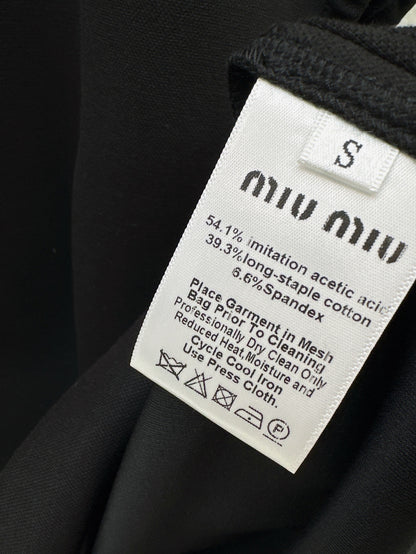 S
miu miu
54.1% imitation acetic acid
39.3%long-staple cotton
6.6%Spandex
Place Garment in Mesh
Bag Prior To Cleaning
Professionally Dry Clean Only
Reduced Heat,Moisture and
Cycle Cool Iron
Use Press Cloth.
P